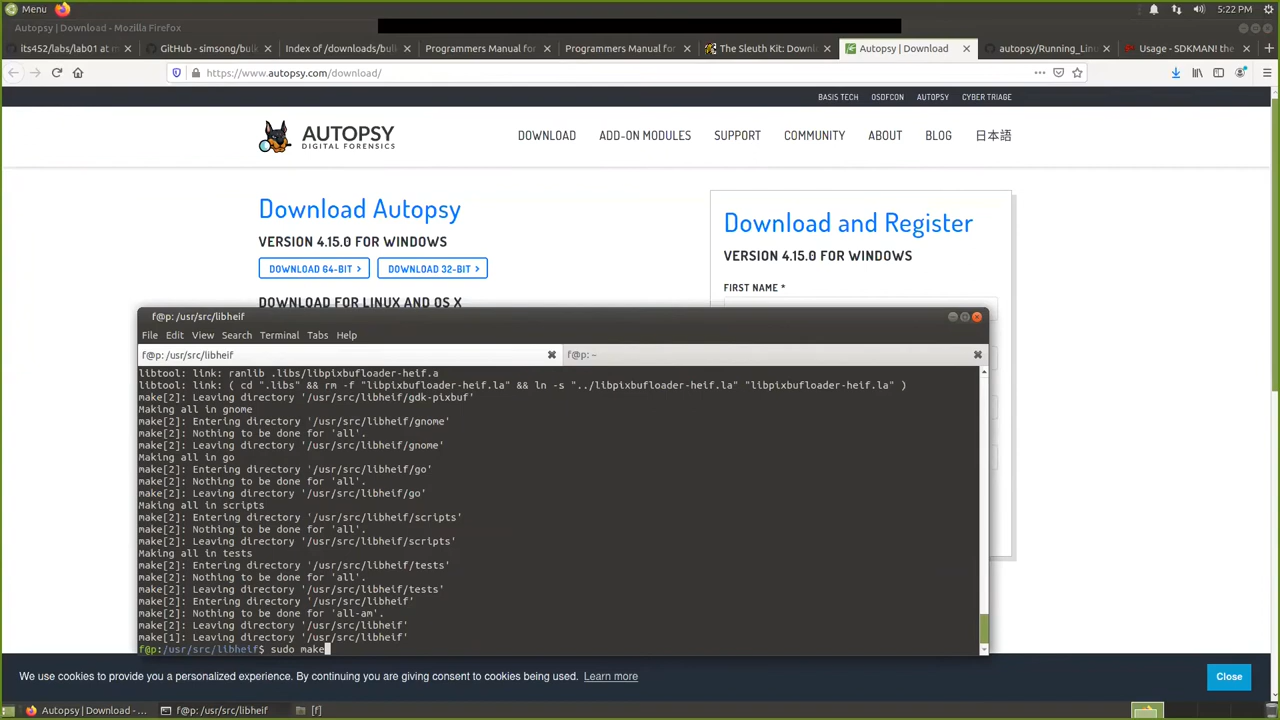 Menu
5:22 PM
Autopsy | Download - Mozilla Firefox
its452/labs/lab01 at m
GitHub - simsong/bulk
Index of /downloads/bul
Programmers Manual for
Programmers Manual for
The Sleuth Kit: Downl
Autopsy | Download
autopsy/Running_Lin
Usage - SDKMAN! the
https://www.autopsy.com/download/
BASIS TECH OSDFCON AUTOPSY CYBER TRIAGE
AUTOPSY
DIGITAL FORENSICS
DOWNLOAD ADD-ON MODULES SUPPORT COMMUNITY ABOUT BLOG 日本語
Download Autopsy
VERSION 4.15.0 FOR WINDOWS
DOWNLOAD 64-BIT >
DOWNLOAD 32-BIT >
DOWNLOAD FOR LINUX AND OS X
Download and Register
VERSION 4.15.0 FOR WINDOWS
FIRST NAME *
f@p: /usr/src/libheif
File Edit View Search Terminal Tabs Help
f@p: /usr/src/libheif
f@p: ~
libtool: link: ranlib .libs/libpixbufloader-heif.a
libtool: link: ( cd ".libs" && rm -f "libpixbufloader-heif.la" && ln -s "../libpixbufloader-heif.la" "libpixbufloader-heif.la" )
make[2]: Leaving directory '/usr/src/libheif/gdk-pixbuf'
Making all in gnome
make[2]: Entering directory '/usr/src/libheif/gnome'
make[2]: Nothing to be done for 'all'.
make[2]: Leaving directory '/usr/src/libheif/gnome'
Making all in go
make[2]: Entering directory '/usr/src/libheif/go'
make[2]: Nothing to be done for 'all'.
make[2]: Leaving directory '/usr/src/libheif/go'
Making all in scripts
make[2]: Entering directory '/usr/src/libheif/scripts'
make[2]: Nothing to be done for 'all'.
make[2]: Leaving directory '/usr/src/libheif/scripts'
Making all in tests
make[2]: Entering directory '/usr/src/libheif/tests'
make[2]: Nothing to be done for 'all'.
make[2]: Leaving directory '/usr/src/libheif/tests'
make[2]: Entering directory '/usr/src/libheif'
make[2]: Nothing to be done for 'all-am'.
make[2]: Leaving directory '/usr/src/libheif'
make[1]: Leaving directory '/usr/src/libheif'
f@p:/usr/src/libheif$ sudo make
We use cookies to provide you a personalized experience. By continuing you are giving consent to cookies being used. Learn more
Close
Autopsy | Download - ...
f@p: /usr/src/libheif
[f]